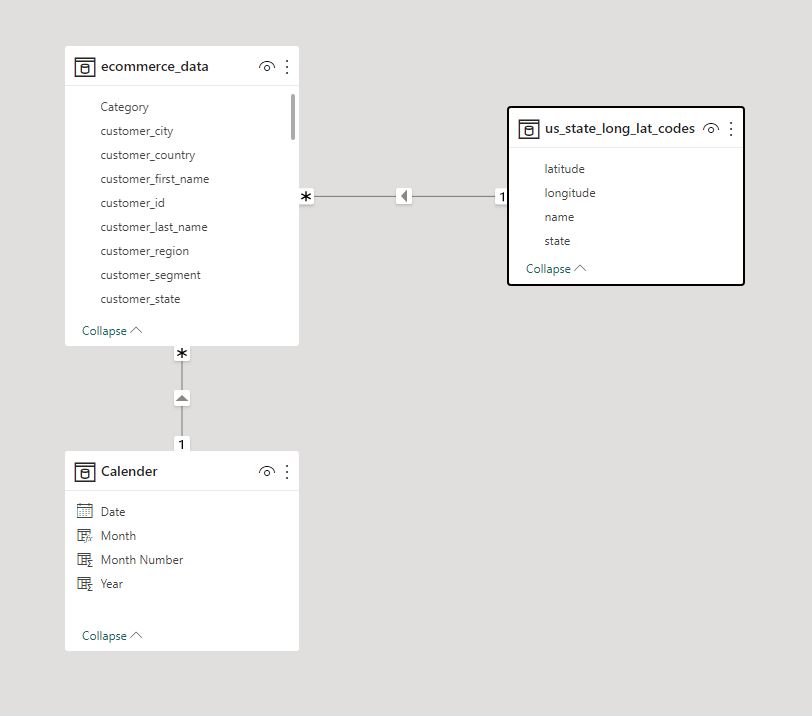 ecommerce_data
Category
customer_city
customer_country
customer_first_name
customer_id
customer_last_name
customer_region
customer_segment
customer_state
Collapse
* 1
us_state_long_lat_codes
latitude
longitude
name
state
Collapse
*
1
Calender
Date
Month
Month Number
Year
Collapse